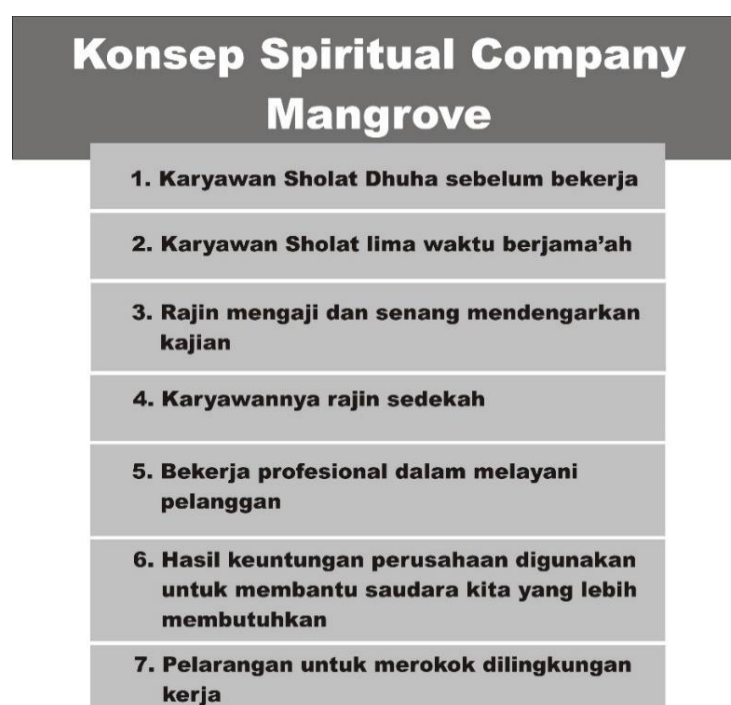 Konsep Spiritual Company
Mangrove
1. Karyawan Sholat Dhuha sebelum bekerja
2. Karyawan Sholat lima waktu berjama'ah
3. Rajin mengaji dan senang mendengarkan
kajian
4. Karyawannya rajin sedekah
5. Bekerja profesional dalam melayani
pelanggan
6. Hasil keuntungan perusahaan digunakan
untuk membantu saudara kita yang lebih
membutuhkan
7. Pelarangan untuk merokok dilingkungan
kerja